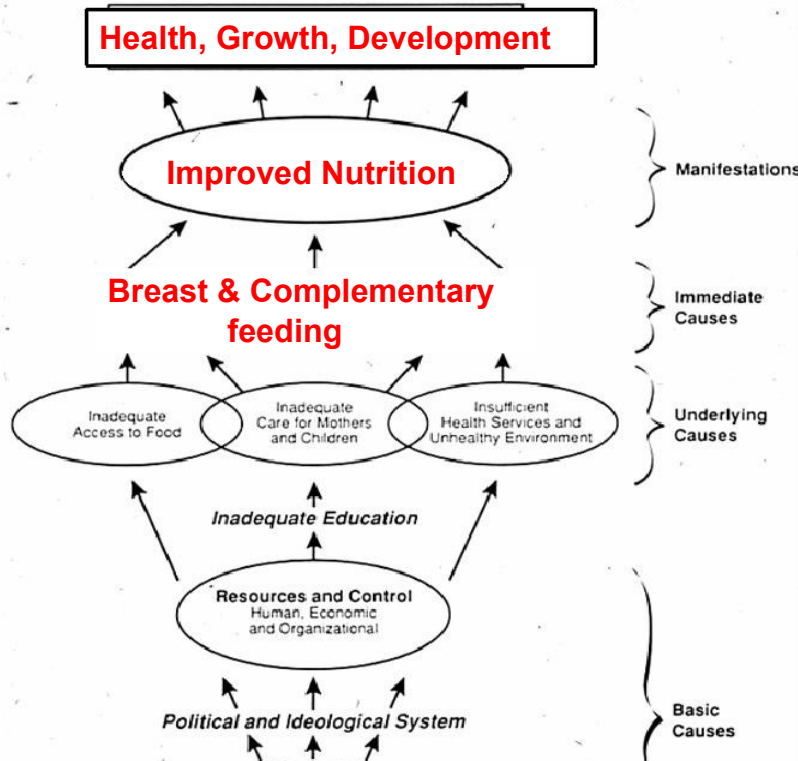 Health, Growth, Development
Improved Nutrition
Manifestations
Breast & Complementary
feeding
Immediate
Causes
Inadequate
Access to Food
Inadequate
Care for Mothers
and Children
Insufficient
Health Services and
Unhealthy Environment
Underlying
Causes
Inadequate Education
Resources and Control
Human, Economic
and Organizational
Political and Ideological System
Basic
Causes